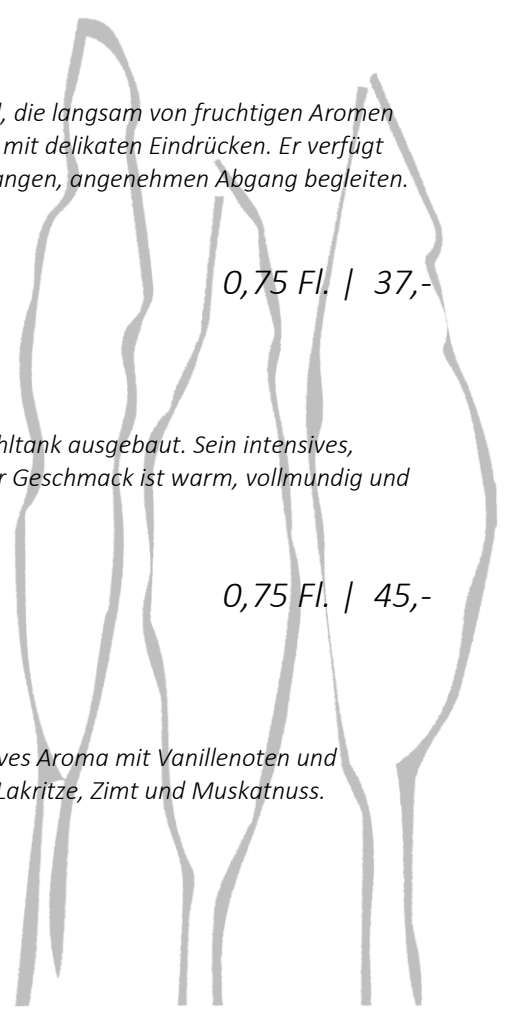 , die langsam von fruchtigen Aromen
mit delikaten Eindrücken. Er verfügt
angen, angenehmen Abgang begleiten.
0,75 Fl. | 37,-
hltank ausgebaut. Sein intensives,
r Geschmack ist warm, vollmundig und
0,75 Fl. | 45,-
ves Aroma mit Vanillenoten und
Lakritze, Zimt und Muskatnuss.